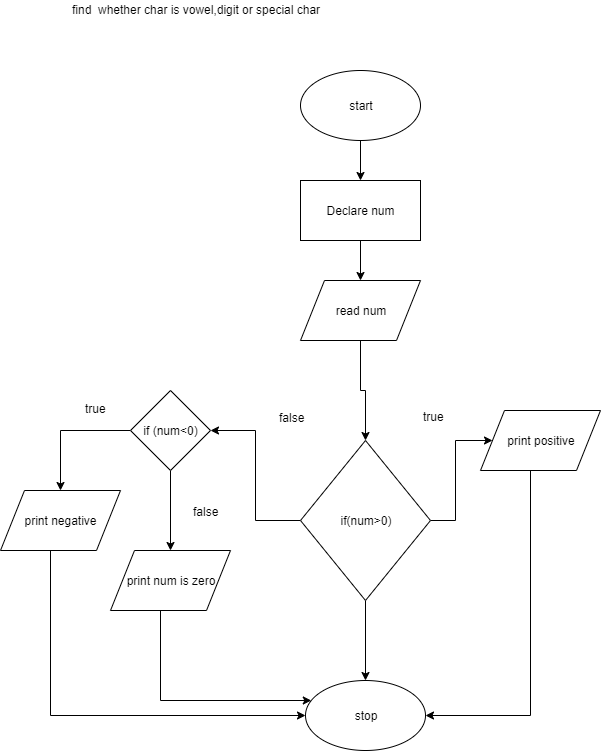 find  whether char is vowel,digit or special char
start
Declare num
read num
true
false
true
if (num<0)
print positive
false
print negative
if(num>0)
print num is zero
stop